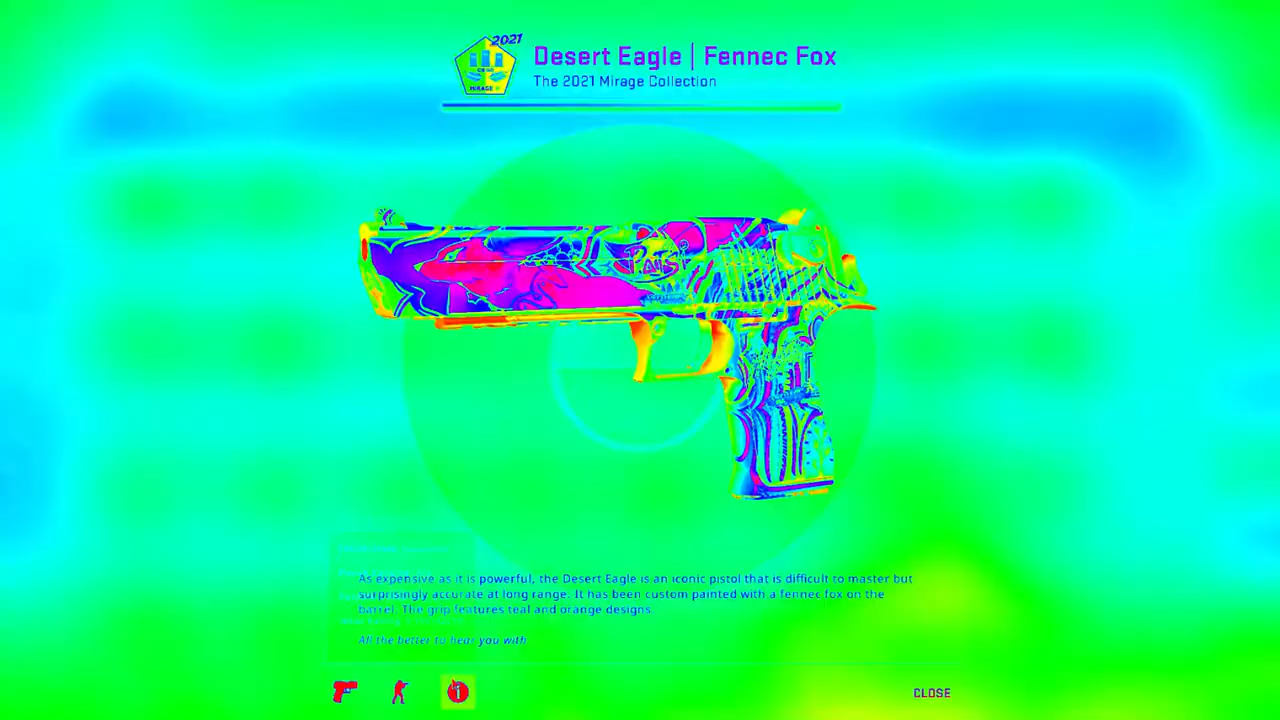 2021
Desert Eagle | Fennec Fox
The 2021 Mirage Collection
MIRAGE
As expensive as it is powerful, the Desert Eagle is an iconic pistol that is difficult to master but
surprisingly accurate at long range. It has been custom painted with a fennec fox on the
barrel. The grip features teal and orange designs.
All the better to hear you with
1
CLOSE